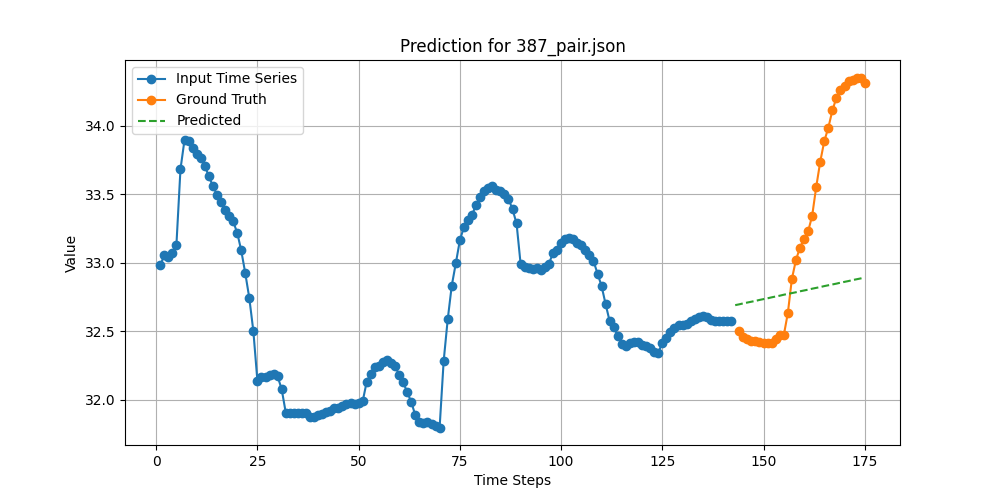 Prediction for 387_pair.json
Input Time Series
Ground Truth
Predicted
34.0
33.5
33.0
32.5
32.0
Value
0 25 50 75 100 125 150 175
Time Steps